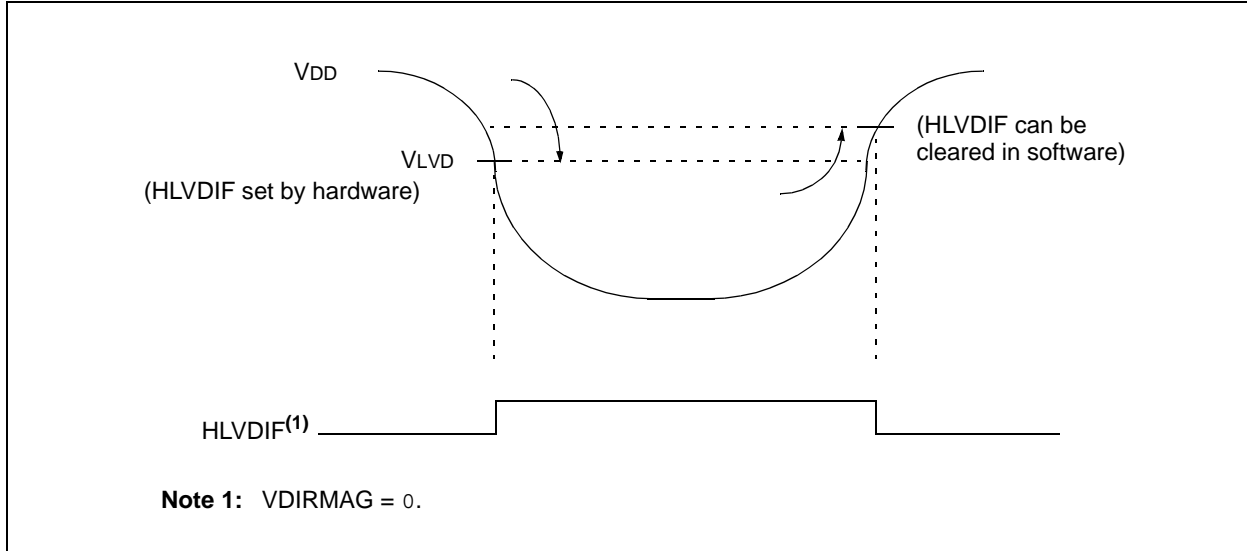 VDD
(HLVDIF can be
cleared in software)
VLVD
(HLVDIF set by hardware)
HLVDIF(1)
Note 1: VDIRMAG = 0.